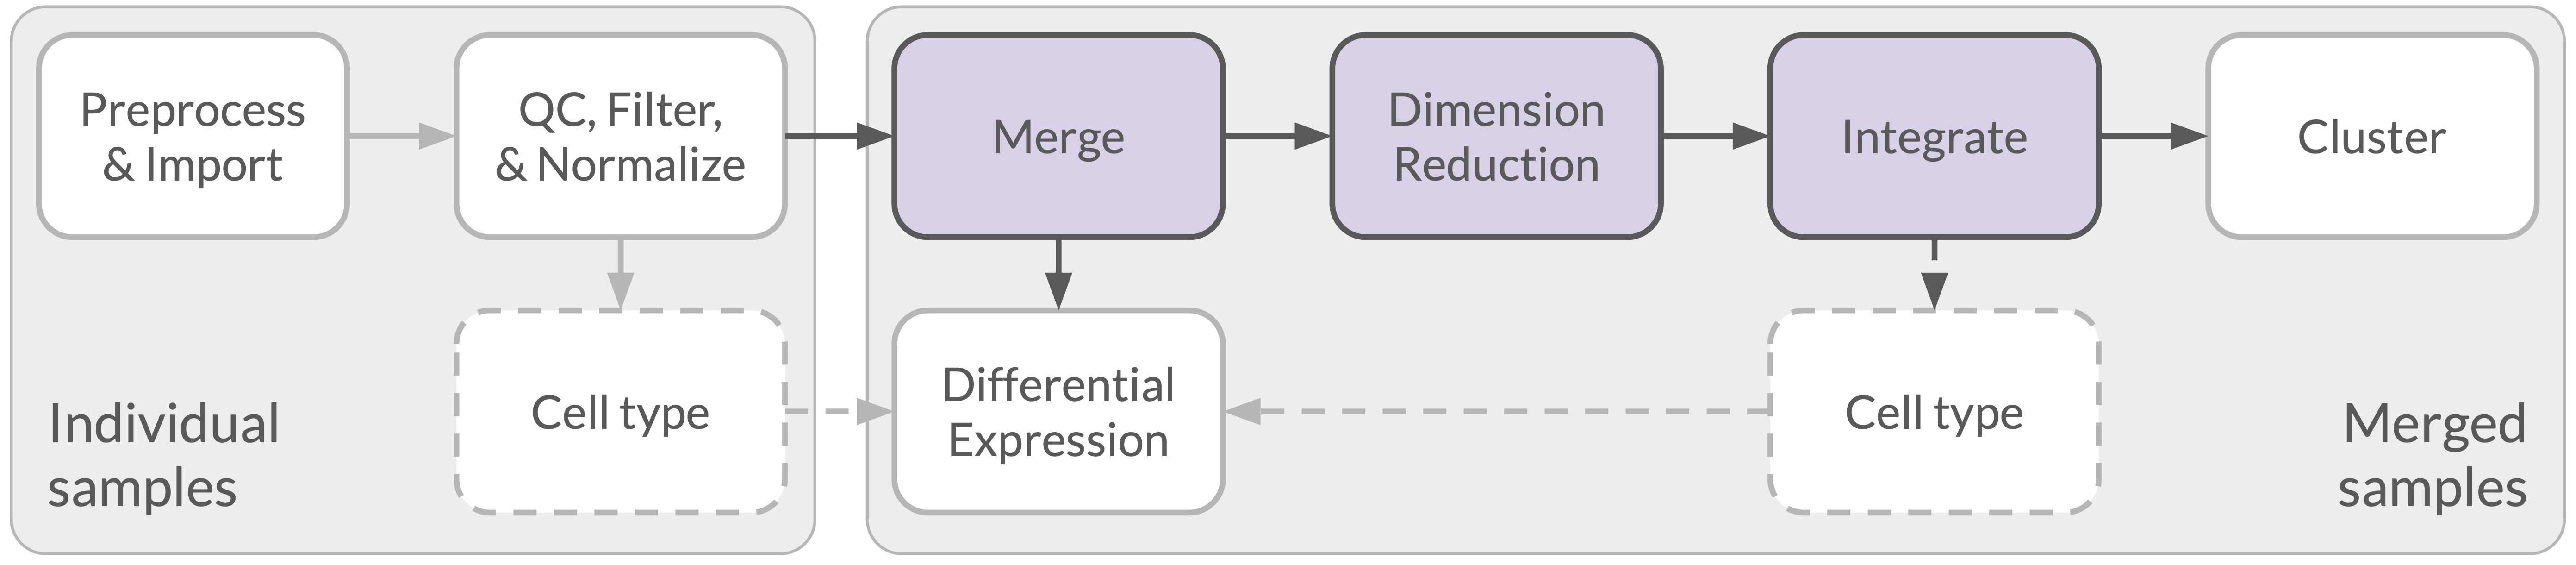 Preprocess
& Import
QC, Filter,
& Normalize
Merge
Dimension
Reduction
Integrate
Cluster
Cell type
Differential
Expression
Cell type
Individual
samples
Merged
samples